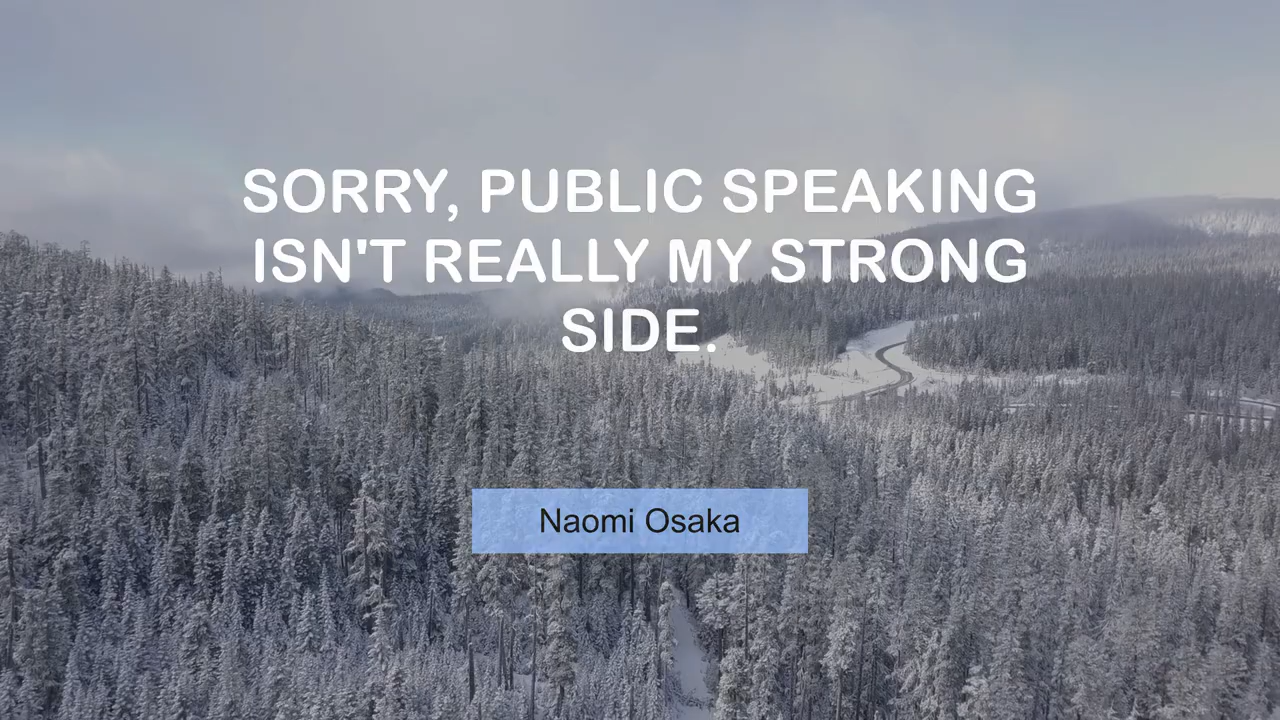 SORRY, PUBLIC SPEAKING
ISN'T REALLY MY STRONG
SIDE.
Naomi Osaka